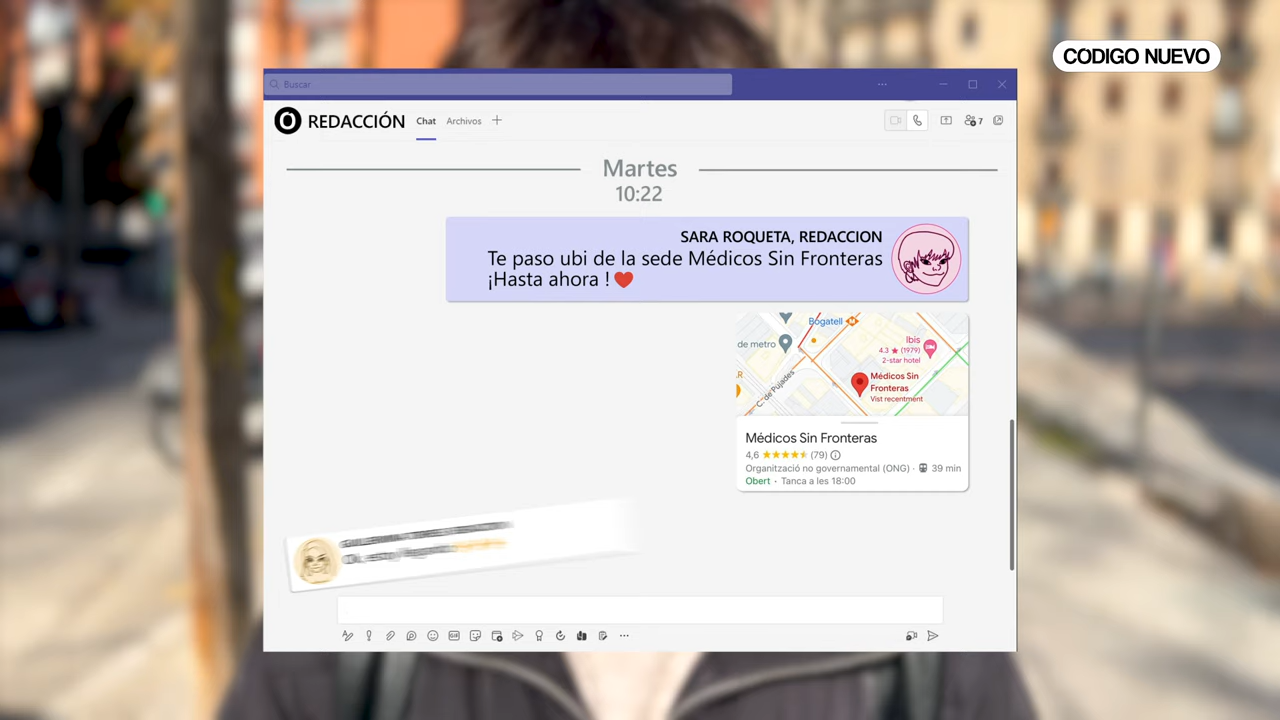 CODIGO NUEVO
Buscar
REDACCIÓN Chat Archivos 7
Martes
10:22
SARA ROQUETA, REDACCION
Te paso ubi de la sede Médicos Sin Fronteras
¡Hasta ahora ! ❤️
Bogatell M
de metro
Ibis
4.3 ★ (1979)
2-star hotel
R
C. de Pujades
Médicos Sin
Fronteras
Vist recentment
Médicos Sin Fronteras
4,6 ★★★★★ (79)
Organització no governamental (ONG) · 39 min
Obert · Tanca a les 18:00
GIF